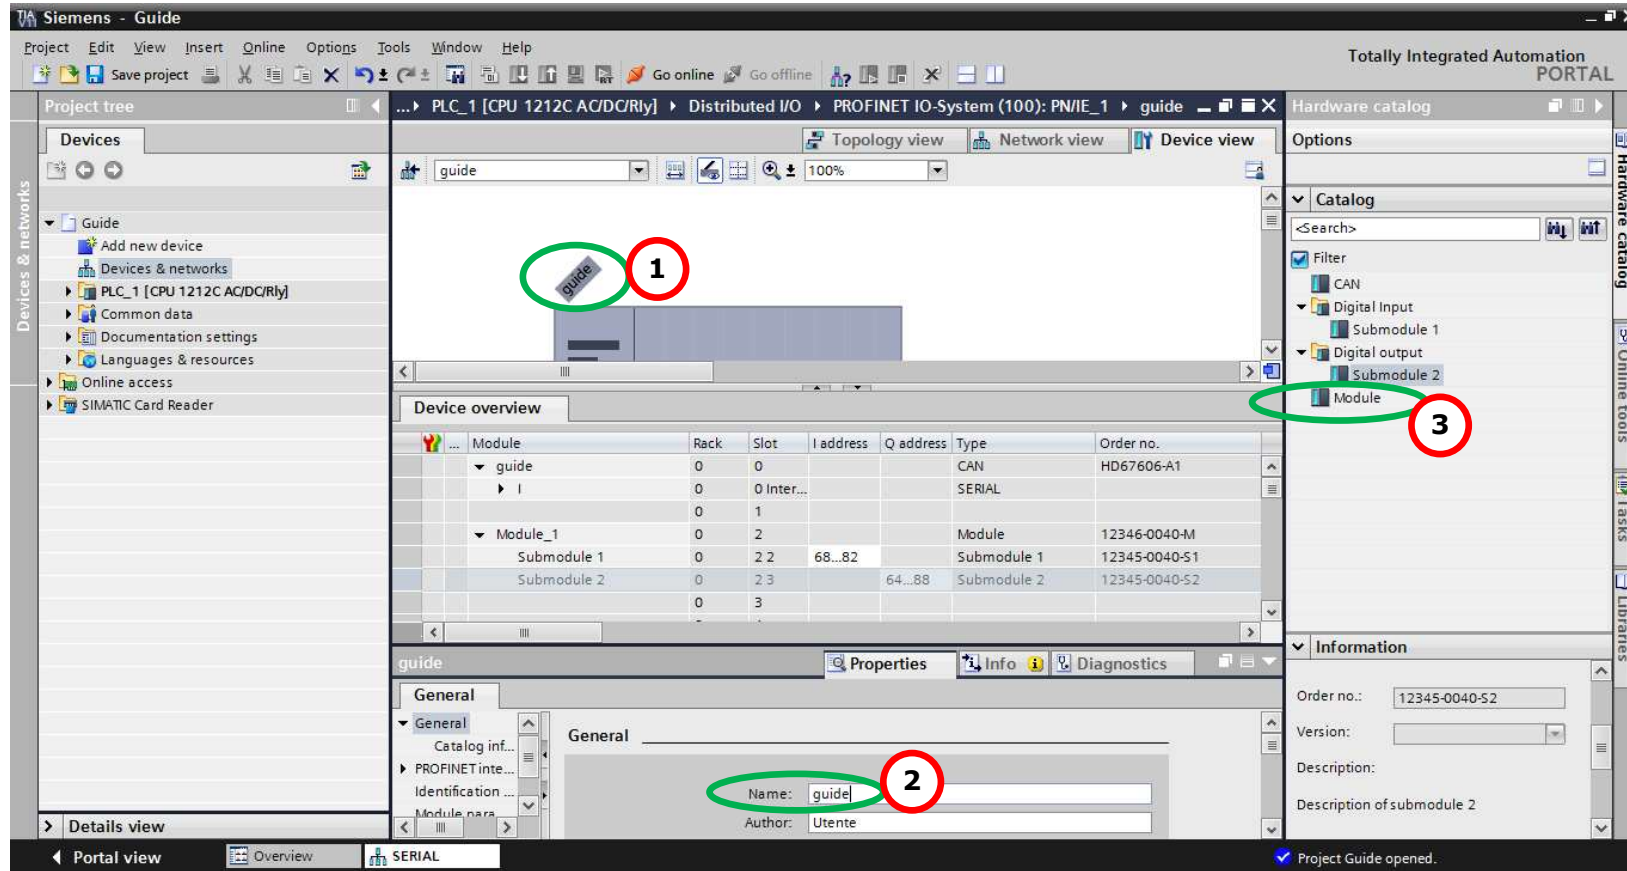 Siemens - Guide
Project Edit View Insert Online Options Tools Window Help
Save project Go online Go offline
Totally Integrated Automation
PORTAL
Project tree
Devices
Devices & networks
Guide
Add new device
Devices & networks
PLC_1 [CPU 1212C AC/DC/Rly]
Common data
Documentation settings
Languages & resources
Online access
SIMATIC Card Reader
Details view
... PLC_1 [CPU 1212C AC/DC/Rly] Distributed I/O PROFINET IO-System (100): PN/IE_1 guide
Topology view Network view Device view
guide 100%
guide
1
Device overview
... Module Rack Slot I address Q address Type Order no.
guide 0 0 CAN HD67606-A1
I 0 0 Inter... SERIAL
0 1
Module_1 0 2 Module 12346-0040-M
Submodule 1 0 2 2 68...82 Submodule 1 12345-0040-S1
Submodule 2 0 2 3 64...88 Submodule 2 12345-0040-S2
0 3
guide
Properties Info Diagnostics
General
General
Catalog inf...
PROFINET inte...
Identification ...
Module para...
General
Name: guide
2
Author: Utente
Hardware catalog
Options
Catalog
<Search>
Filter
CAN
Digital Input
Submodule 1
Digital output
Submodule 2
Module
3
Information
Order no.: 12345-0040-S2
Version:
Description:
Description of submodule 2
Hardware catalog
Online tools
Tasks
Libraries
Portal view Overview SERIAL
Project Guide opened.